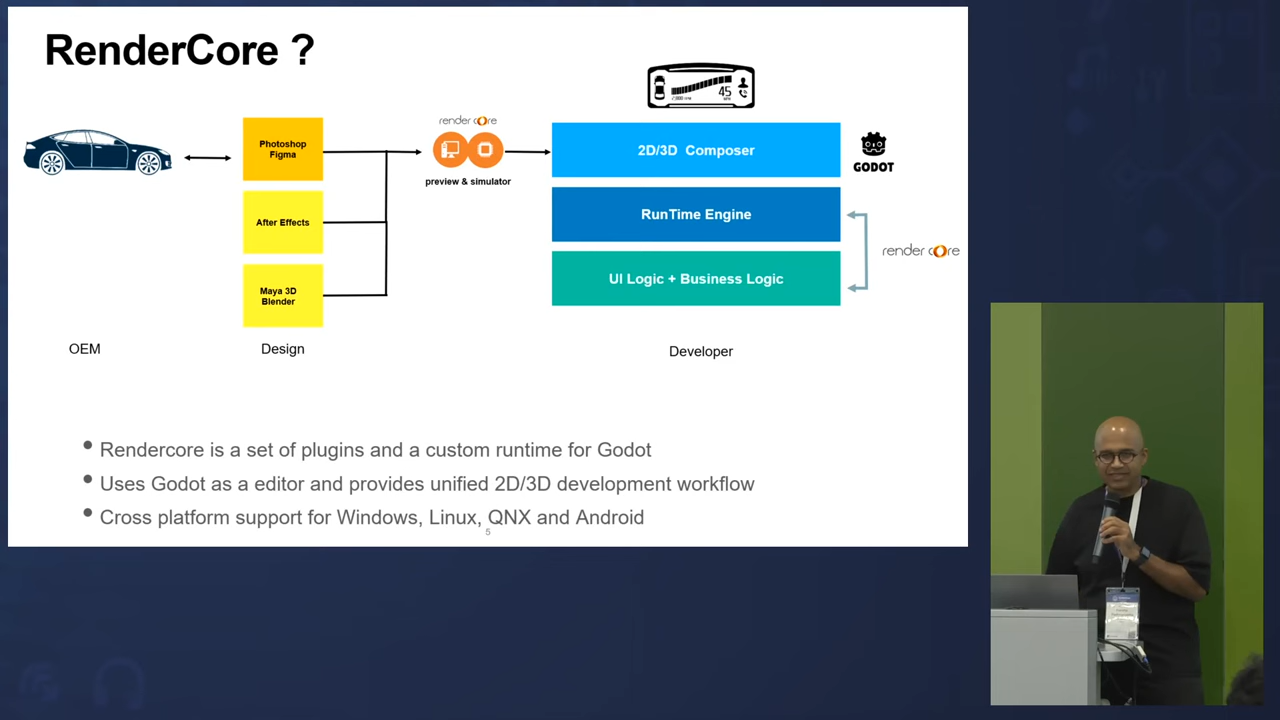 RenderCore ?
Photoshop
Figma
After Effects
Maya 3D
Blender
render core
preview & simulator
45
2D/3D Composer
GODOT
RunTime Engine
render core
UI Logic + Business Logic
OEM
Design
Developer
• Rendercore is a set of plugins and a custom runtime for Godot
• Uses Godot as a editor and provides unified 2D/3D development workflow
• Cross platform support for Windows, Linux, QNX and Android
5